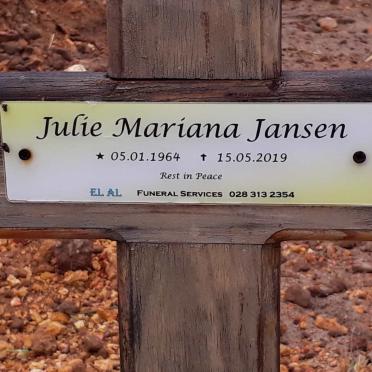 Julie Mariana Jansen
★ 05.01.1964 ✝ 15.05.2019
Rest in Peace
EL AL FUNERAL SERVICES 028 313 2354